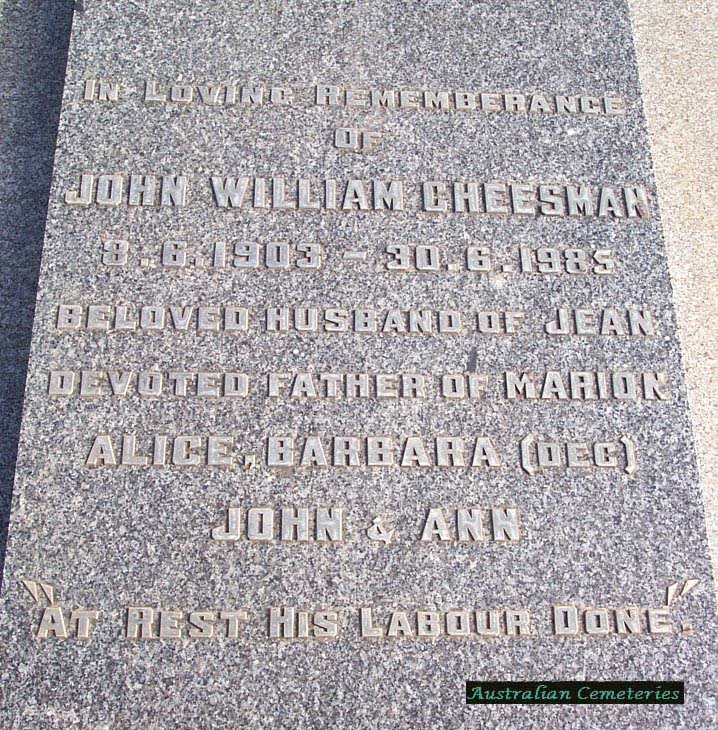 In Loving Remembrance
Of
JOHN WILLIAM CHEESMAN
3.6.1903 - 30.6.1985
BELOVED HUSBAND OF JEAN
DEVOTED FATHER OF MARION
ALICE, BARBARA (DEC)
JOHN & ANN
"At Rest His Labour Done".
Australian Cemeteries